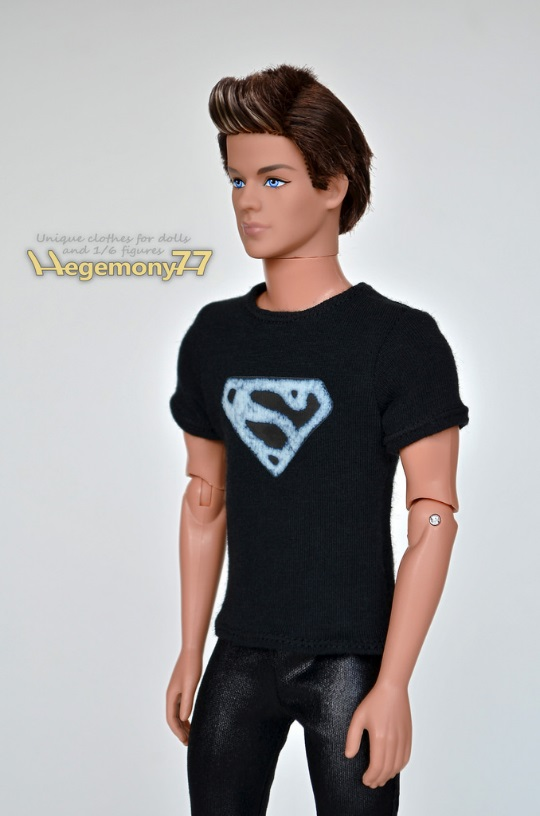 Unique clothes for dolls
and 1/6 figures
Hegemony77
S